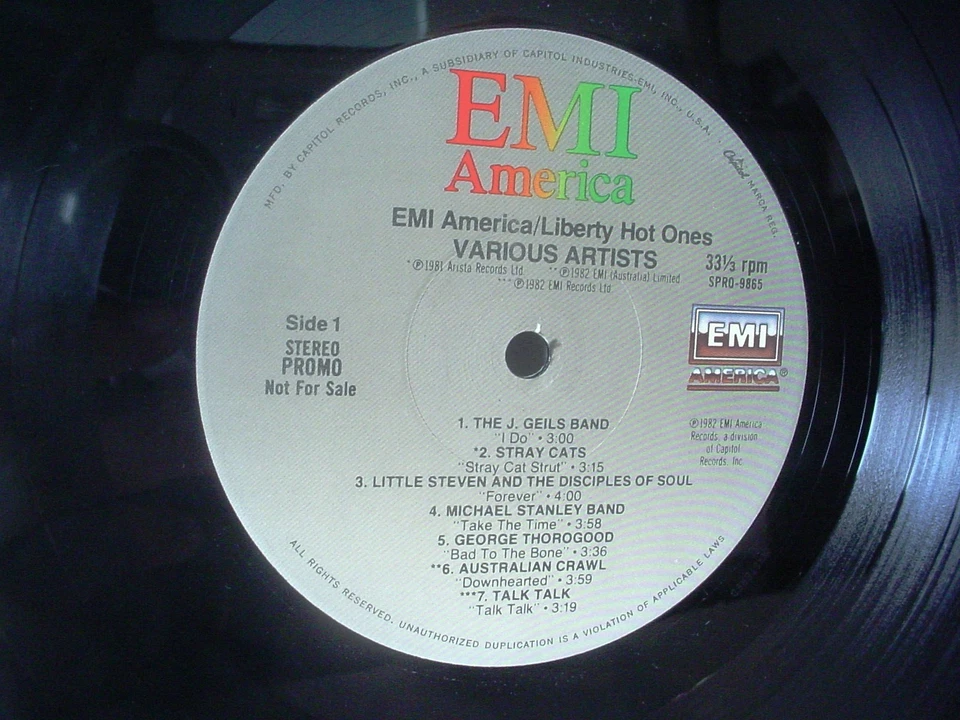 MFD. BY CAPITOL RECORDS, INC., A SUBSIDIARY OF CAPITOL INDUSTRIES-EMI, INC., U.S.A.
Capitol MARCA REG.
EMI
America
EMI America/Liberty Hot Ones
VARIOUS ARTISTS
*℗1981 Arista Records Ltd. **℗1982 EMI (Australia) Limited
***℗1982 EMI Records Ltd.
33⅓ rpm
SPRO-9865
Side 1
STEREO
PROMO
Not For Sale
EMI
AMERICA®
℗1982 EMI America
Records, a division
of Capitol
Records, Inc.
1. THE J. GEILS BAND
"I Do" • 3:00
*2. STRAY CATS
"Stray Cat Strut" • 3:15
3. LITTLE STEVEN AND THE DISCIPLES OF SOUL
"Forever" • 4:00
4. MICHAEL STANLEY BAND
"Take The Time" • 3:58
5. GEORGE THOROGOOD
"Bad To The Bone" • 3:36
**6. AUSTRALIAN CRAWL
"Downhearted" • 3:59
***7. TALK TALK
"Talk Talk" • 3:19
ALL RIGHTS RESERVED. UNAUTHORIZED DUPLICATION IS A VIOLATION OF APPLICABLE LAWS